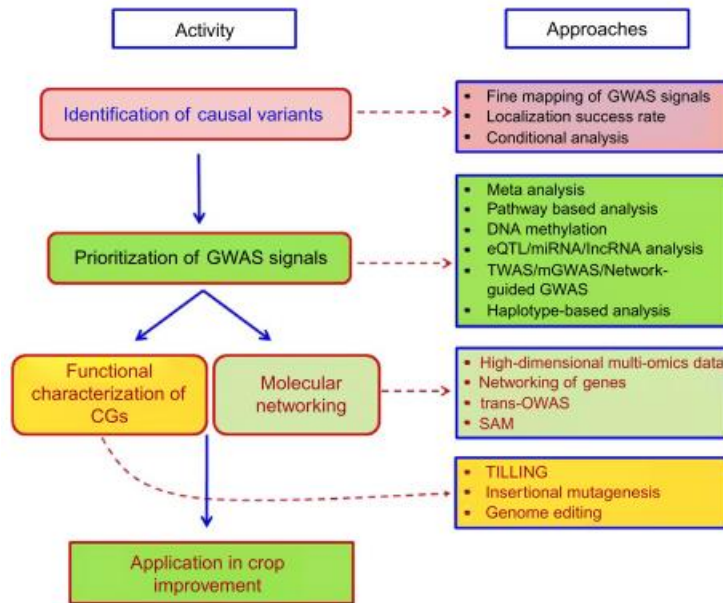 Activity
Approaches
Identification of causal variants
▪ Fine mapping of GWAS signals
▪ Localization success rate
▪ Conditional analysis
Prioritization of GWAS signals
▪ Meta analysis
▪ Pathway based analysis
▪ DNA methylation
▪ eQTL/miRNA/lncRNA analysis
▪ TWAS/mGWAS/Network-
guided GWAS
▪ Haplotype-based analysis
Functional
characterization of
CGs
Molecular
networking
▪ High-dimensional multi-omics data
▪ Networking of genes
▪ trans-OWAS
▪ SAM
▪ TILLING
▪ Insertional mutagenesis
▪ Genome editing
Application in crop
improvement